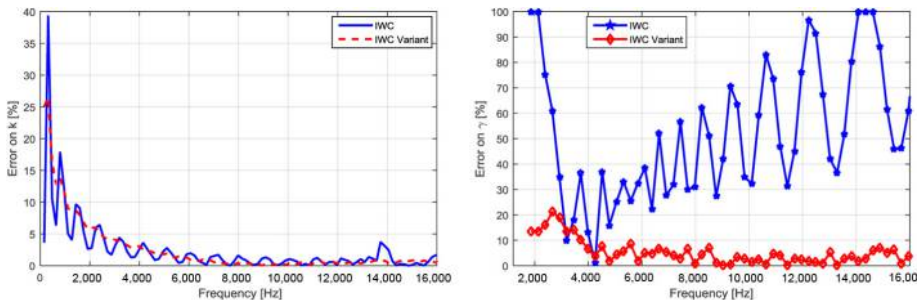 IWC
IWC Variant
Error on k [%]
40
35
30
25
20
15
10
5
0
0 2,000 4,000 6,000 8,000 10,000 12,000 14,000 16,000
Frequency [Hz]
IWC
IWC Variant
Error on γ [%]
100
90
80
70
60
50
40
30
20
10
0
2,000 4,000 6,000 8,000 10,000 12,000 14,000 16,00
Frequency [Hz]